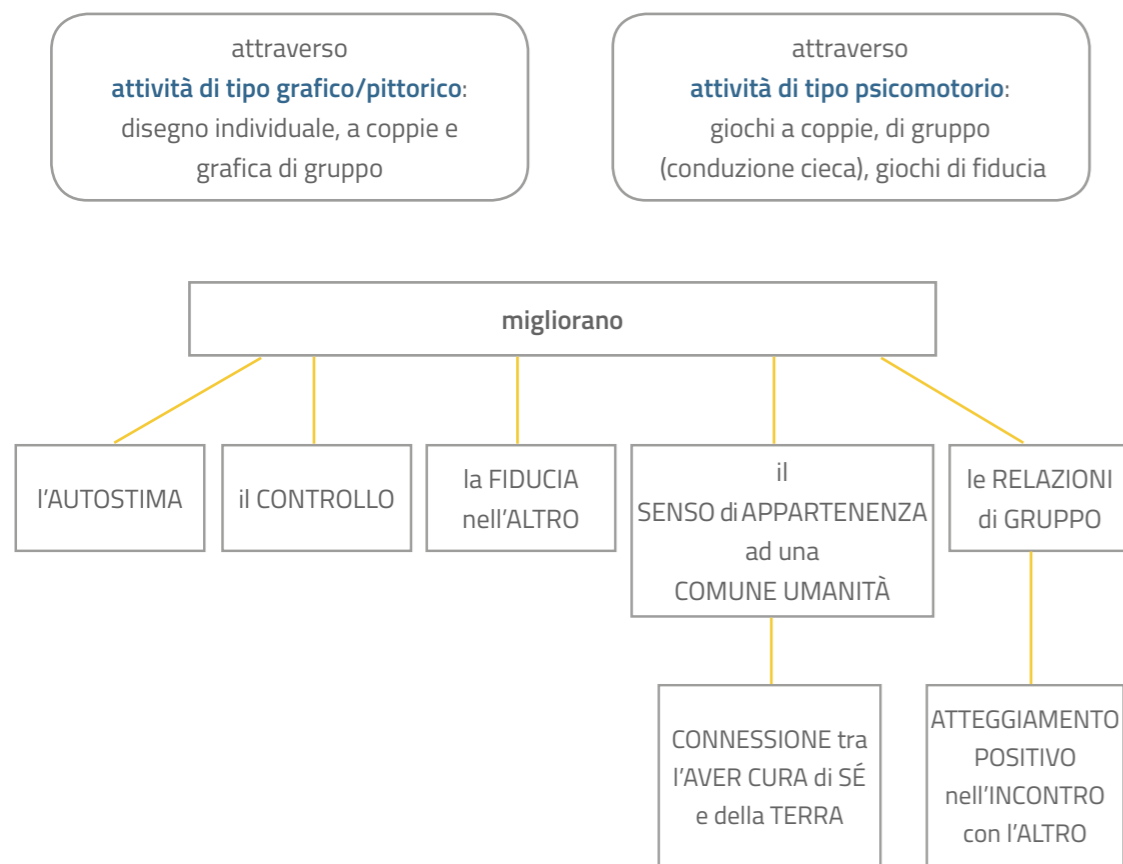 attraverso
attività di tipo grafico/pittorico:
disegno individuale, a coppie e
grafica di gruppo
attraverso
attività di tipo psicomotorio:
giochi a coppie, di gruppo
(conduzione cieca), giochi di fiducia
migliorano
l'AUTOSTIMA
il CONTROLLO
la FIDUCIA
nell'ALTRO
il
SENSO di APPARTENENZA
ad una
COMUNE UMANITÀ
le RELAZIONI
di GRUPPO
CONNESSIONE tra
l'AVER CURA di SÉ
e della TERRA
ATTEGGIAMENTO
POSITIVO
nell'INCONTRO
con l'ALTRO